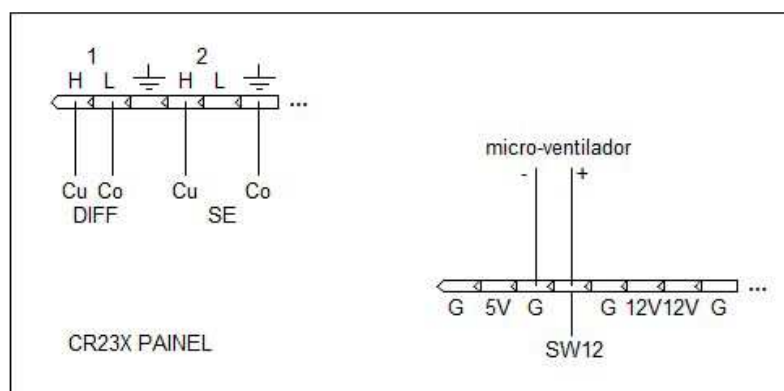 1 2
H L H L
...
Cu Co Cu Co
DIFF SE
micro-ventilador
- +
...
G 5V G G 12V 12V G
SW12
CR23X PAINEL